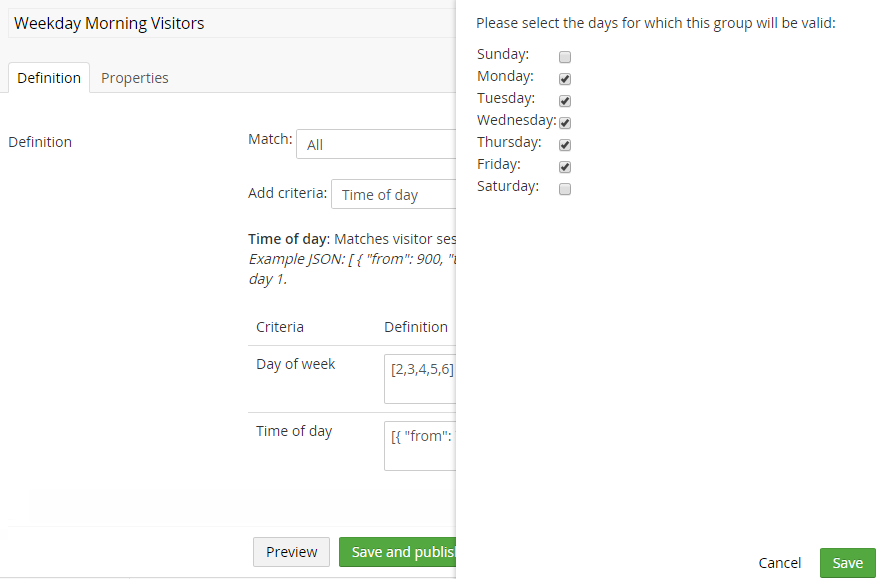 Weekday Morning Visitors
Definition Properties
Definition
Match: All
Add criteria: Time of day
Time of day: Matches visitor ses
Example JSON: [ { "from": 900, "t
day 1.
Criteria Definition
Day of week [2,3,4,5,6]
Time of day [{ "from":
Preview Save and publish
Please select the days for which this group will be valid:
Sunday:
Monday:
Tuesday:
Wednesday:
Thursday:
Friday:
Saturday:
Cancel Save